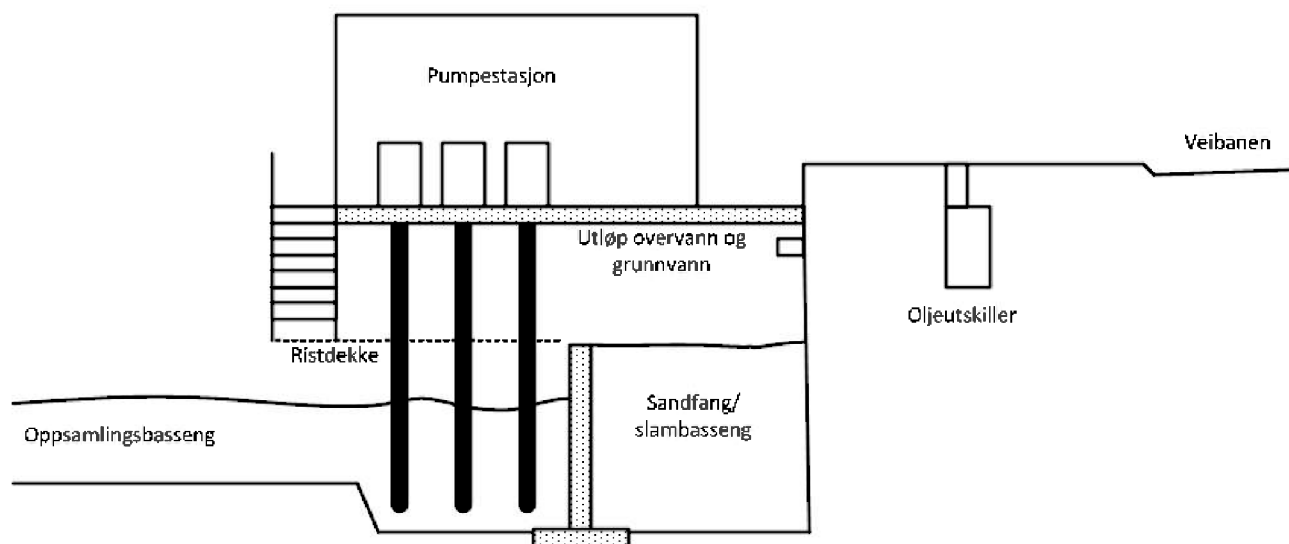 Pumpestasjon
Veibanen
Utløp overvann og
grunnvann
Oljeutskiller
Ristdekke
Sandfang/
slambasseng
Oppsamlingsbasseng